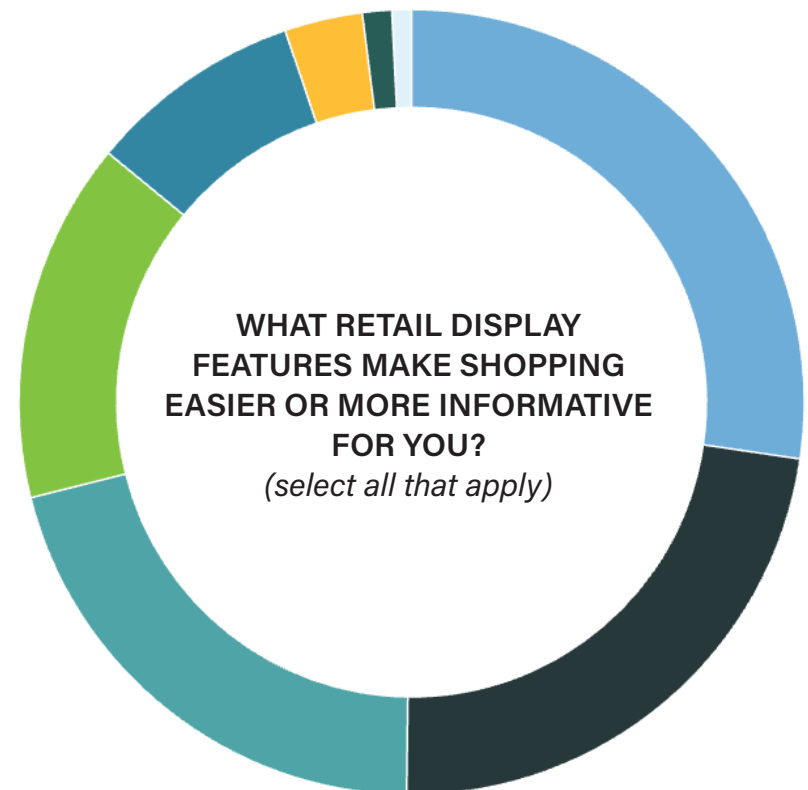 WHAT RETAIL DISPLAY
FEATURES MAKE SHOPPING
EASIER OR MORE INFORMATIVE
FOR YOU?
(select all that apply)